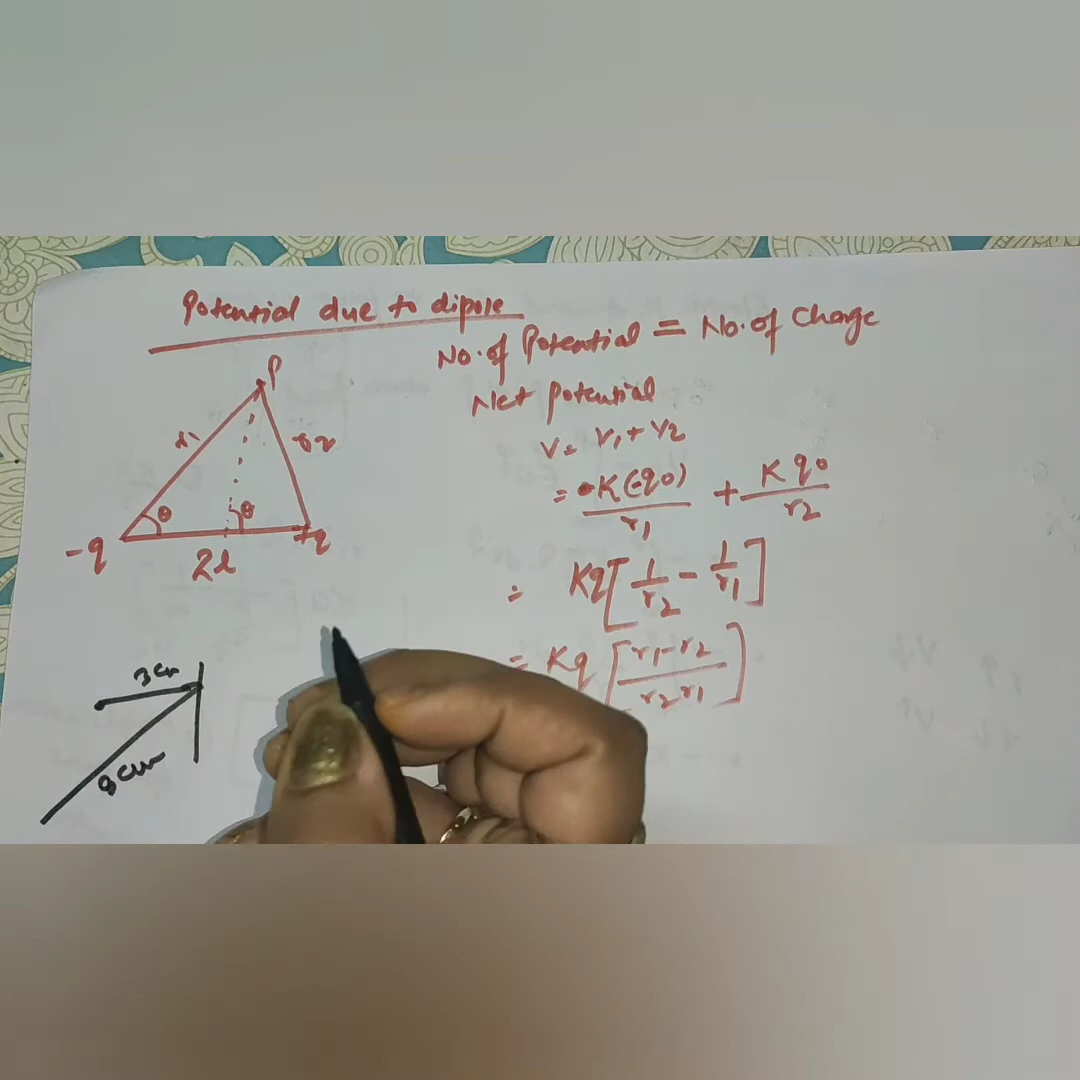 Potential due to dipole
No. of Potential = No. of Charge
Net potential
V = V1 + V2
= K(-q0)/r1 + Kq0/r2
= Kq[1/r2 - 1/r1]
= Kq[r1-r2/r2r1]
P
r1
r2
θ
θ
-q
2l
+q
3cm
8cm